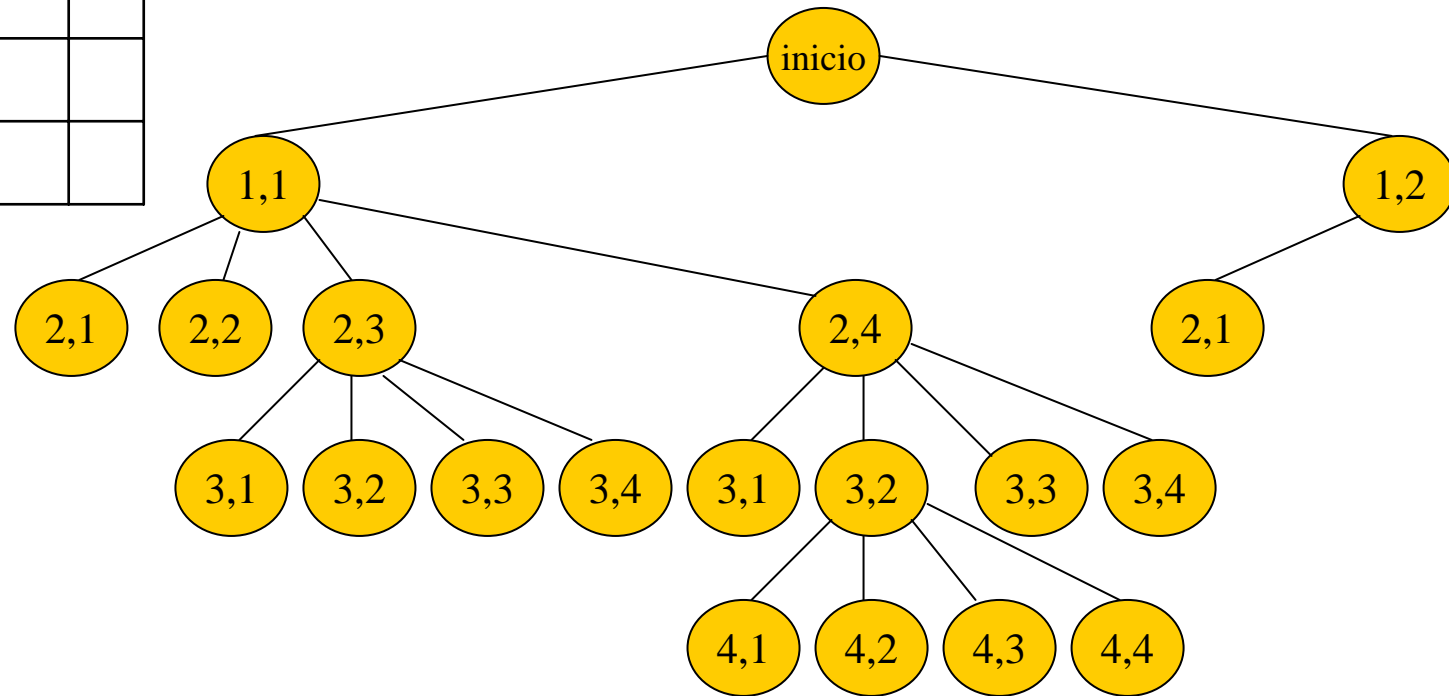 inicio
1,1 1,2
2,1 2,2 2,3 2,4 2,1
3,1 3,2 3,3 3,4 3,1 3,2 3,3 3,4
4,1 4,2 4,3 4,4